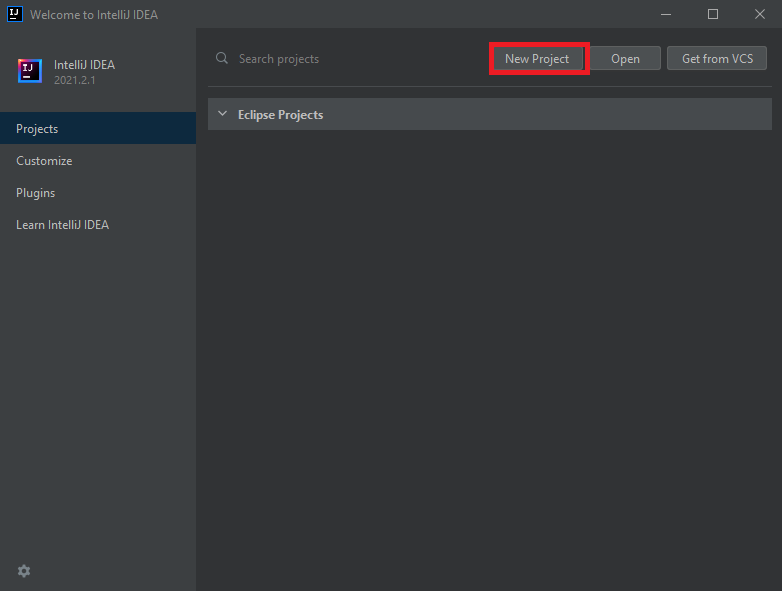 Welcome to IntelliJ IDEA
IntelliJ IDEA
2021.2.1
Search projects
New Project
Open
Get from VCS
Eclipse Projects
Projects
Customize
Plugins
Learn IntelliJ IDEA